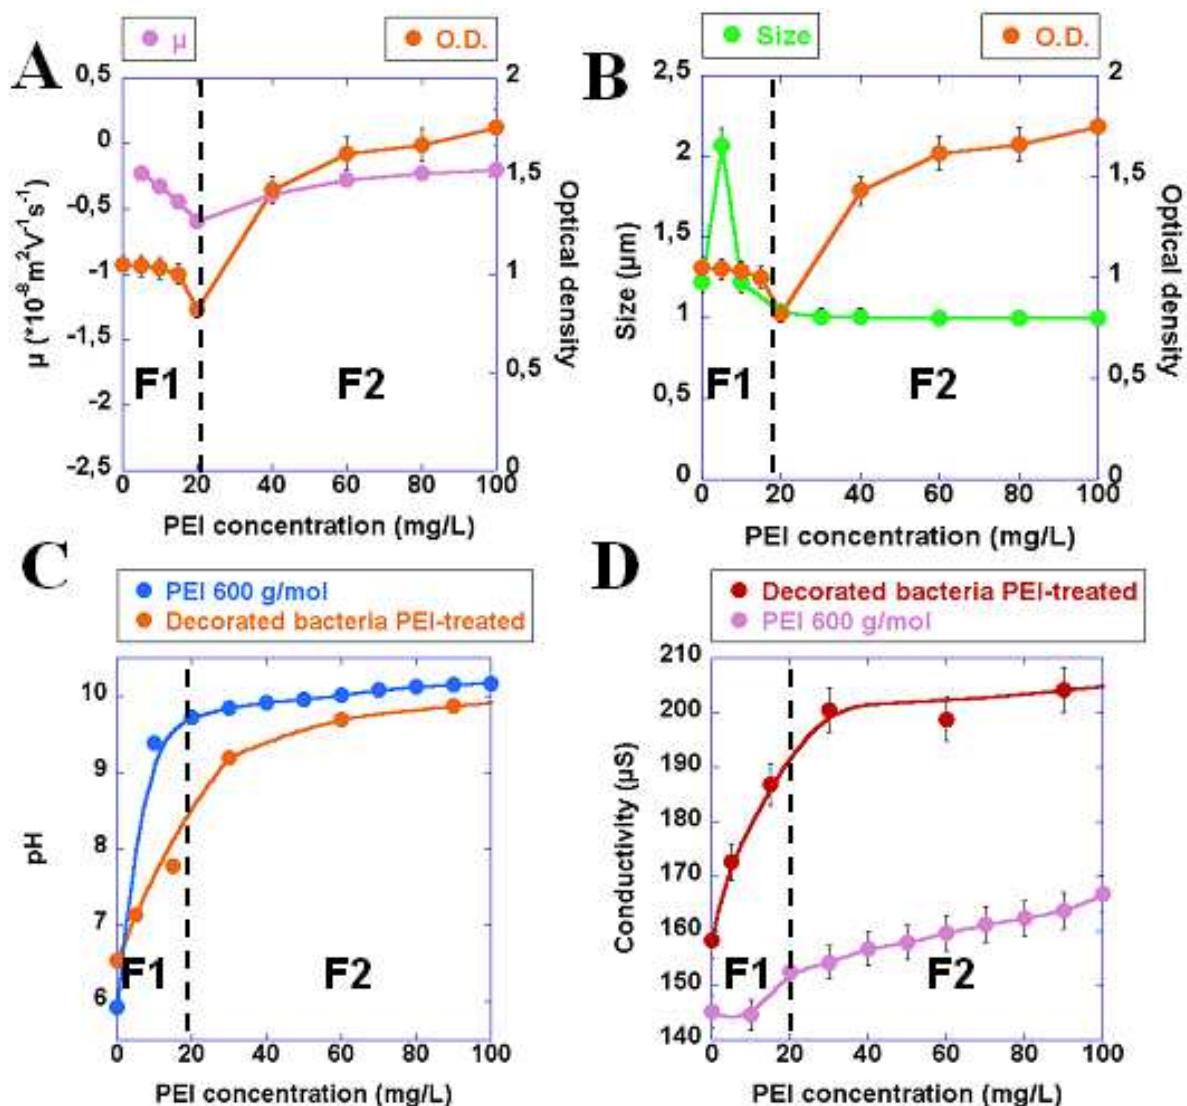 A
μ
O.D.
0,5
0
-0,5
-1
-1,5
-2
-2,5
μ (*10⁻⁸m²V⁻¹s⁻¹)
2
1,5
1
0,5
0
Optical density
F1
F2
0 20 40 60 80 100
PEI concentration (mg/L)
B
Size
O.D.
2,5
2
1,5
1
0,5
0
Size (μm)
2
1,5
1
0,5
0
Optical density
F1
F2
0 20 40 60 80 100
PEI concentration (mg/L)
C
PEI 600 g/mol
Decorated bacteria PEI-treated
10
9
8
7
6
pH
F1
F2
0 20 40 60 80 100
PEI concentration (mg/L)
D
Decorated bacteria PEI-treated
PEI 600 g/mol
210
200
190
180
170
160
150
140
Conductivity (μS)
F1
F2
0 20 40 60 80 100
PEI concentration (mg/L)